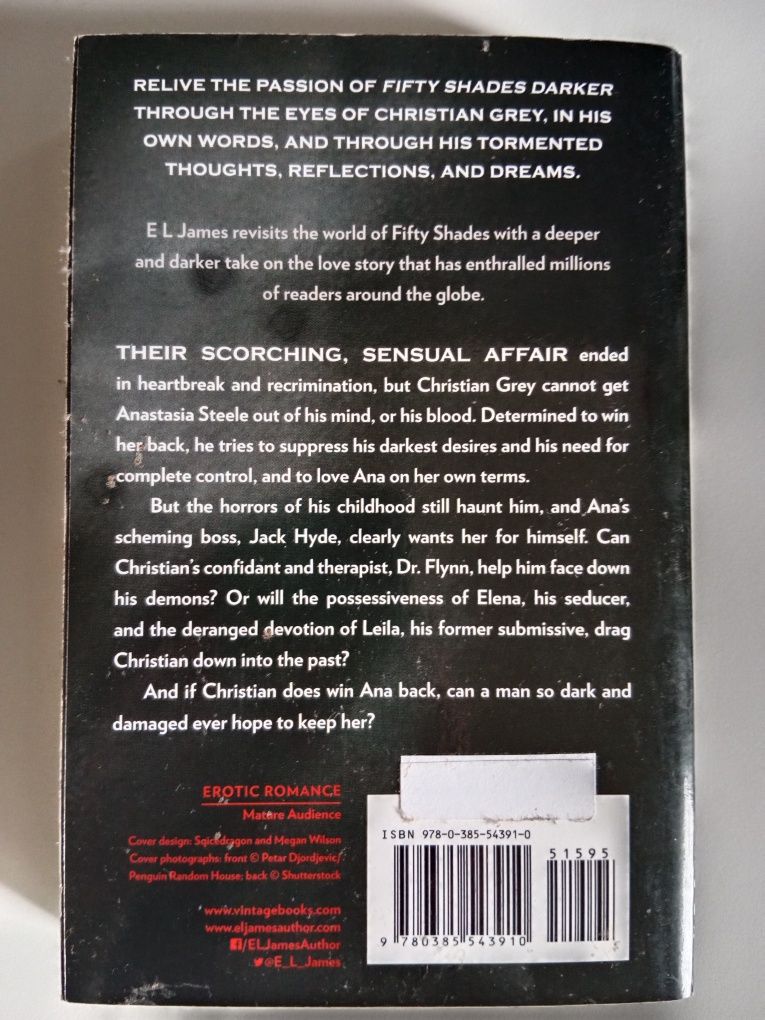 RELIVE THE PASSION OF FIFTY SHADES DARKER
THROUGH THE EYES OF CHRISTIAN GREY, IN HIS
OWN WORDS, AND THROUGH HIS TORMENTED
THOUGHTS, REFLECTIONS, AND DREAMS.
E L James revisits the world of Fifty Shades with a deeper
and darker take on the love story that has enthralled millions
of readers around the globe.
THEIR SCORCHING, SENSUAL AFFAIR ended
in heartbreak and recrimination, but Christian Grey cannot get
Anastasia Steele out of his mind, or his blood. Determined to win
her back, he tries to suppress his darkest desires and his need for
complete control, and to love Ana on her own terms.
But the horrors of his childhood still haunt him, and Ana's
scheming boss, Jack Hyde, clearly wants her for himself. Can
Christian's confidant and therapist, Dr. Flynn, help him face down
his demons? Or will the possessiveness of Elena, his seducer,
and the deranged devotion of Leila, his former submissive, drag
Christian down into the past?
And if Christian does win Ana back, can a man so dark and
damaged ever hope to keep her?
EROTIC ROMANCE
Mature Audience
Cover design: Sqicedragon and Megan Wilson
Cover photographs: front © Petar Djordjevic/
Penguin Random House; back © Shutterstock
www.vintagebooks.com
www.eljamesauthor.com
/ELJamesAuthor
@E_L_James
ISBN 978-0-385-54391-0
51595
9 780385 543910
S